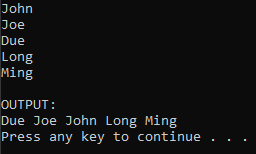 John
Joe
Due
Long
Ming
OUTPUT:
Due Joe John Long Ming
Press any key to continue . . .